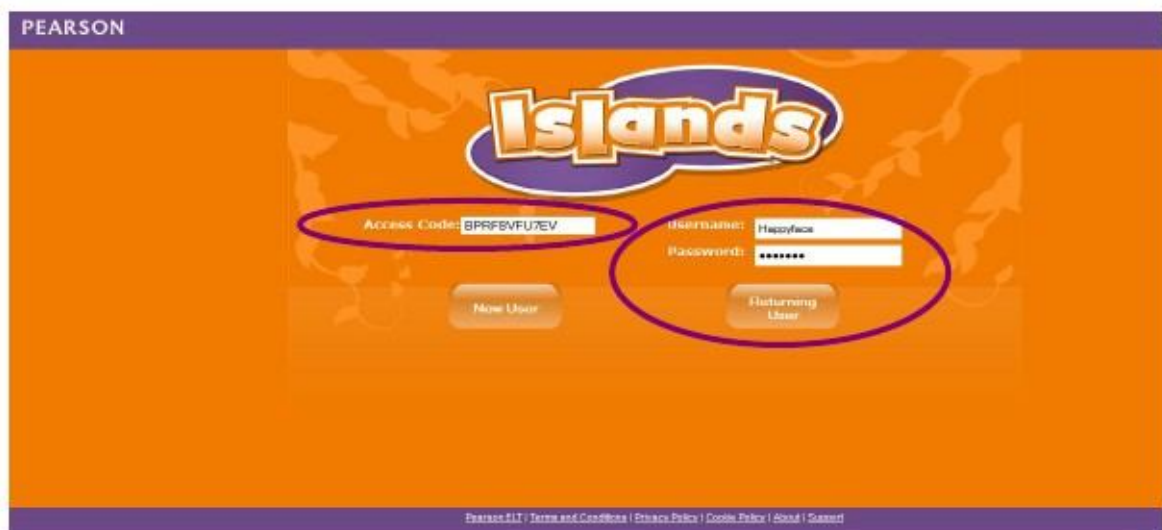 PEARSON
Islands
Access Code: BPRF8VFU7EV
Username: Happyface
Password: •••••••
New User
Returning
User
Pearson ELT | Terms and Conditions | Privacy Policy | Cookie Policy | About | Support